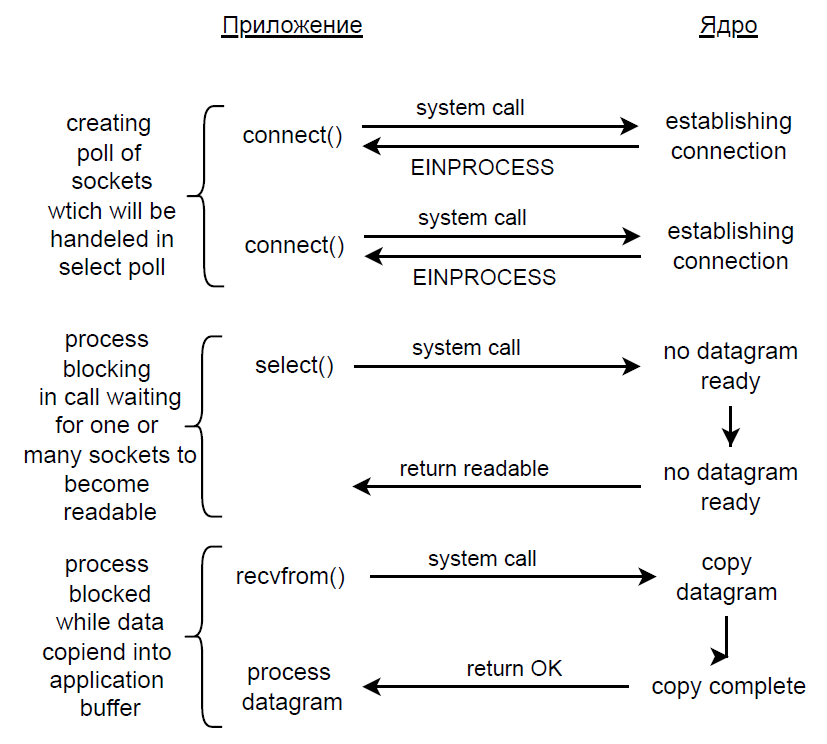 Приложение
Ядро
creating
poll of
sockets
wtich will be
handeled in
select poll
connect()
system call
EINPROCESS
establishing
connection
connect()
system call
EINPROCESS
establishing
connection
process
blocking
in call waiting
for one or
many sockets to
become
readable
select()
system call
no datagram
ready
return readable
no datagram
ready
process
blocked
while data
copiend into
application
buffer
recvfrom()
system call
copy
datagram
process
datagram
return OK
copy complete